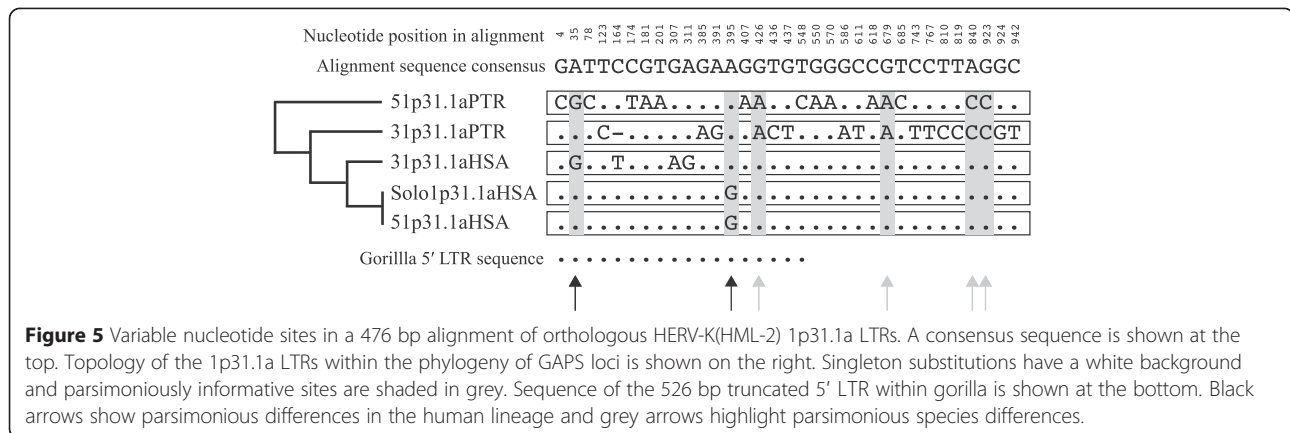 Nucleotide position in alignment 4 35 78 123 164 174 181 201 307 311 385 391 395 407 426 436 437 548 550 570 586 611 618 679 685 743 767 810 819 840 923 924 942
Alignment sequence consensus GATTCCGTGAGAAGGTGTGGGCCGTCCTTAGGC
51p31.1aPTR CGC..TAA.....AA..CAA..AAC....CC..
31p31.1aPTR ...C-.....AG..ACT...AT.A.TTCCCCGT
31p31.1aHSA .G..T...AG.......................
Solo1p31.1aHSA ............G....................
51p31.1aHSA ............G....................
Gorillla 5′ LTR sequence ..................
Figure 5 Variable nucleotide sites in a 476 bp alignment of orthologous HERV-K(HML-2) 1p31.1a LTRs. A consensus sequence is shown at the
top. Topology of the 1p31.1a LTRs within the phylogeny of GAPS loci is shown on the right. Singleton substitutions have a white background
and parsimoniously informative sites are shaded in grey. Sequence of the 526 bp truncated 5′ LTR within gorilla is shown at the bottom. Black
arrows show parsimonious differences in the human lineage and grey arrows highlight parsimonious species differences.